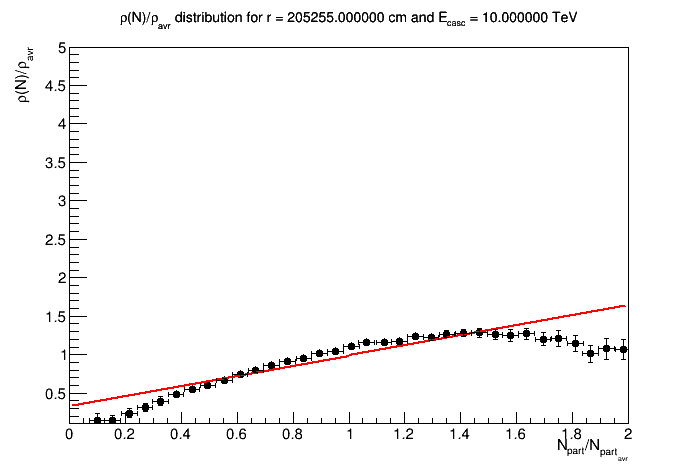 ρ(N)/ρavr distribution for r = 205255.000000 cm and Ecasc = 10.000000 TeV
ρ(N)/ρavr
5
4.5
4
3.5
3
2.5
2
1.5
1
0.5
0 0.2 0.4 0.6 0.8 1 1.2 1.4 1.6 1.8 2
Npart/Npartavr